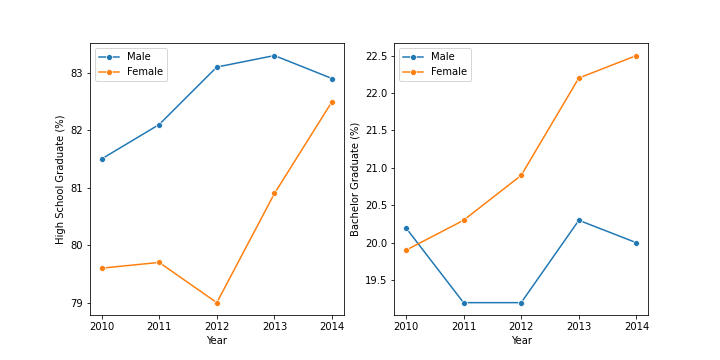 Male
Female
83
82
81
80
79
High School Graduate (%)
2010 2011 2012 2013 2014
Year
Male
Female
22.5
22.0
21.5
21.0
20.5
20.0
19.5
Bachelor Graduate (%)
2010 2011 2012 2013 2014
Year